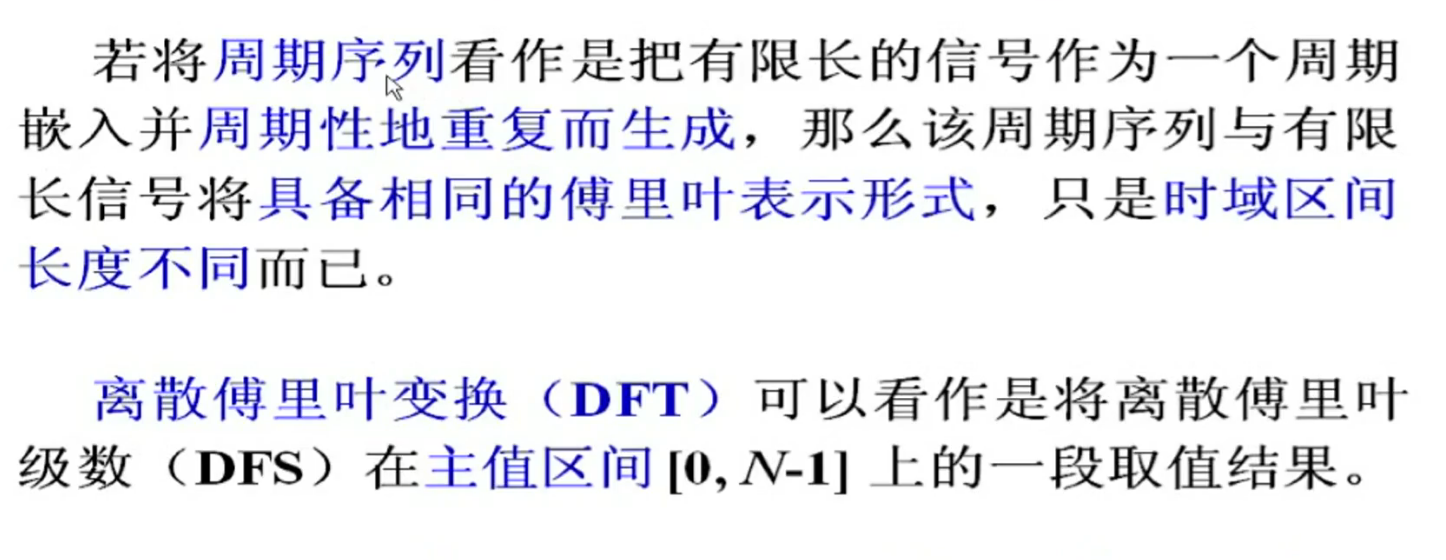 若将周期序列看作是把有限长的信号作为一个周期
嵌入并周期性地重复而生成，那么该周期序列与有限
长信号将具备相同的傅里叶表示形式，只是时域区间
长度不同而已。
离散傅里叶变换（DFT）可以看作是将离散傅里叶
级数（DFS）在主值区间 [0, N-1] 上的一段取值结果。